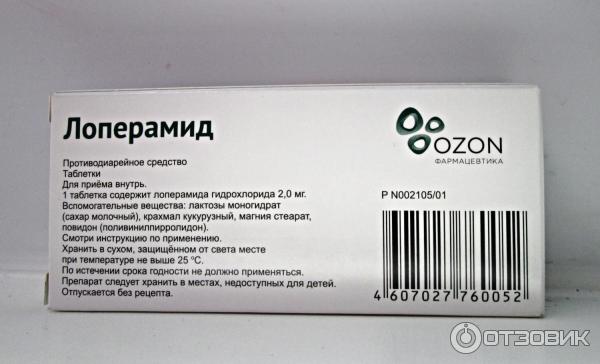 Лоперамид
Противодиарейное средство
Таблетки
Для приёма внутрь.
1 таблетка содержит лоперамида гидрохлорида 2,0 мг.
Вспомогательные вещества: лактозы моногидрат
(сахар молочный), крахмал кукурузный, магния стеарат,
повидон (поливинилпирролидон).
Смотри инструкцию по применению.
Хранить в сухом, защищённом от света месте
при температуре не выше 25 °С.
По истечении срока годности не должно применяться.
Препарат следует хранить в местах, недоступных для детей.
Отпускается без рецепта.
OZON
ФАРМАЦЕВТИКА
Р N002105/01
4 607027 760052
ОТЗОВИК